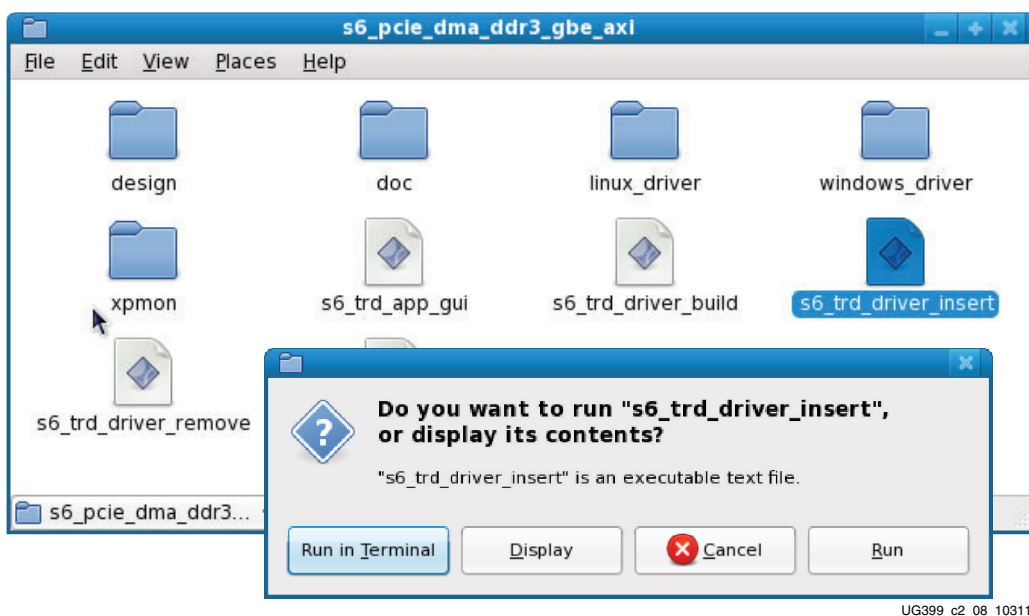 s6_pcie_dma_ddr3_gbe_axi
File Edit View Places Help
design doc linux_driver windows_driver
xpmon s6_trd_app_gui s6_trd_driver_build s6_trd_driver_insert
s6_trd_driver_remove
Do you want to run "s6_trd_driver_insert",
or display its contents?
"s6_trd_driver_insert" is an executable text file.
s6_pcie_dma_ddr3...
Run in Terminal Display Cancel Run
UG399_c2_08_10311